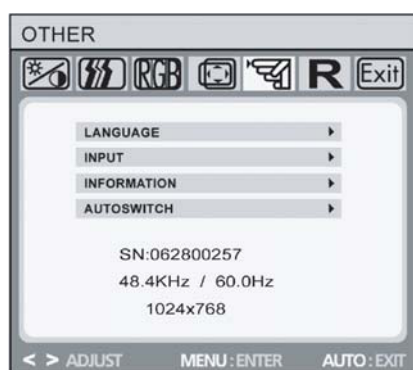 OTHER
RGB R Exit
LANGUAGE
INPUT
INFORMATION
AUTOSWITCH
SN:062800257
48.4KHz / 60.0Hz
1024x768
< > ADJUST MENU:ENTER AUTO:EXIT